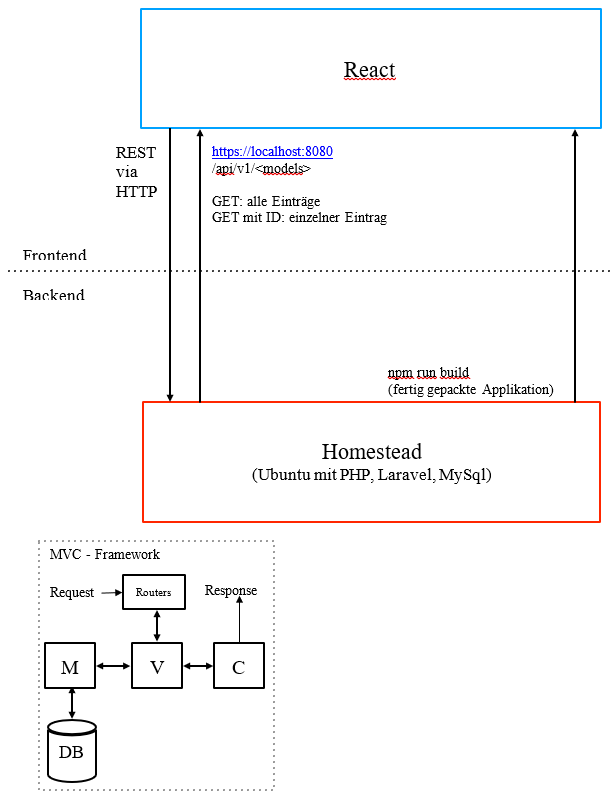 React
REST
via
HTTP
https://localhost:8080
/api/v1/<models>
GET: alle Einträge
GET mit ID: einzelner Eintrag
Frontend
Backend
npm run build
(fertig gepackte Applikation)
Homestead
(Ubuntu mit PHP, Laravel, MySql)
MVC - Framework
Request
Routers
Response
M
V
C
DB